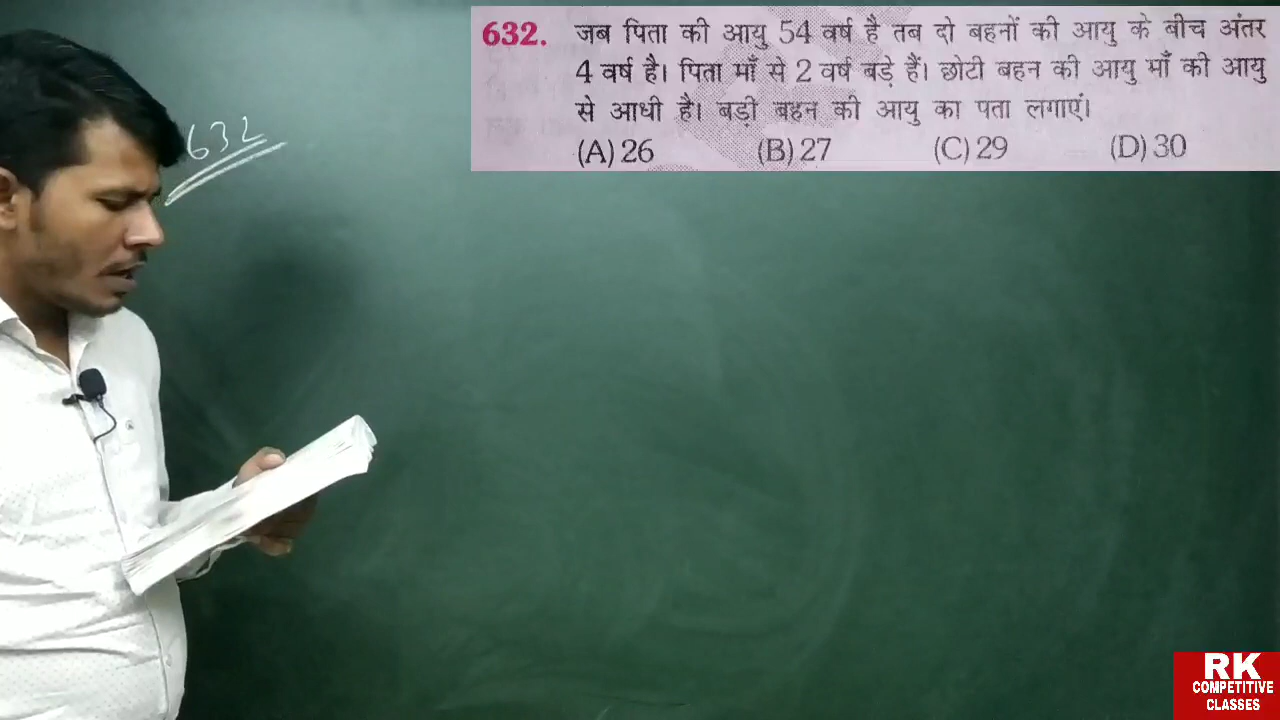 632. जब पिता की आयु 54 वर्ष है तब दो बहनों की आयु के बीच अंतर
4 वर्ष है। पिता माँ से 2 वर्ष बड़े हैं। छोटी बहन की आयु माँ की आयु
से आधी है। बड़ी बहन की आयु का पता लगाएं।
(A) 26 (B) 27 (C) 29 (D) 30
632
RK
COMPETITIVE
CLASSES